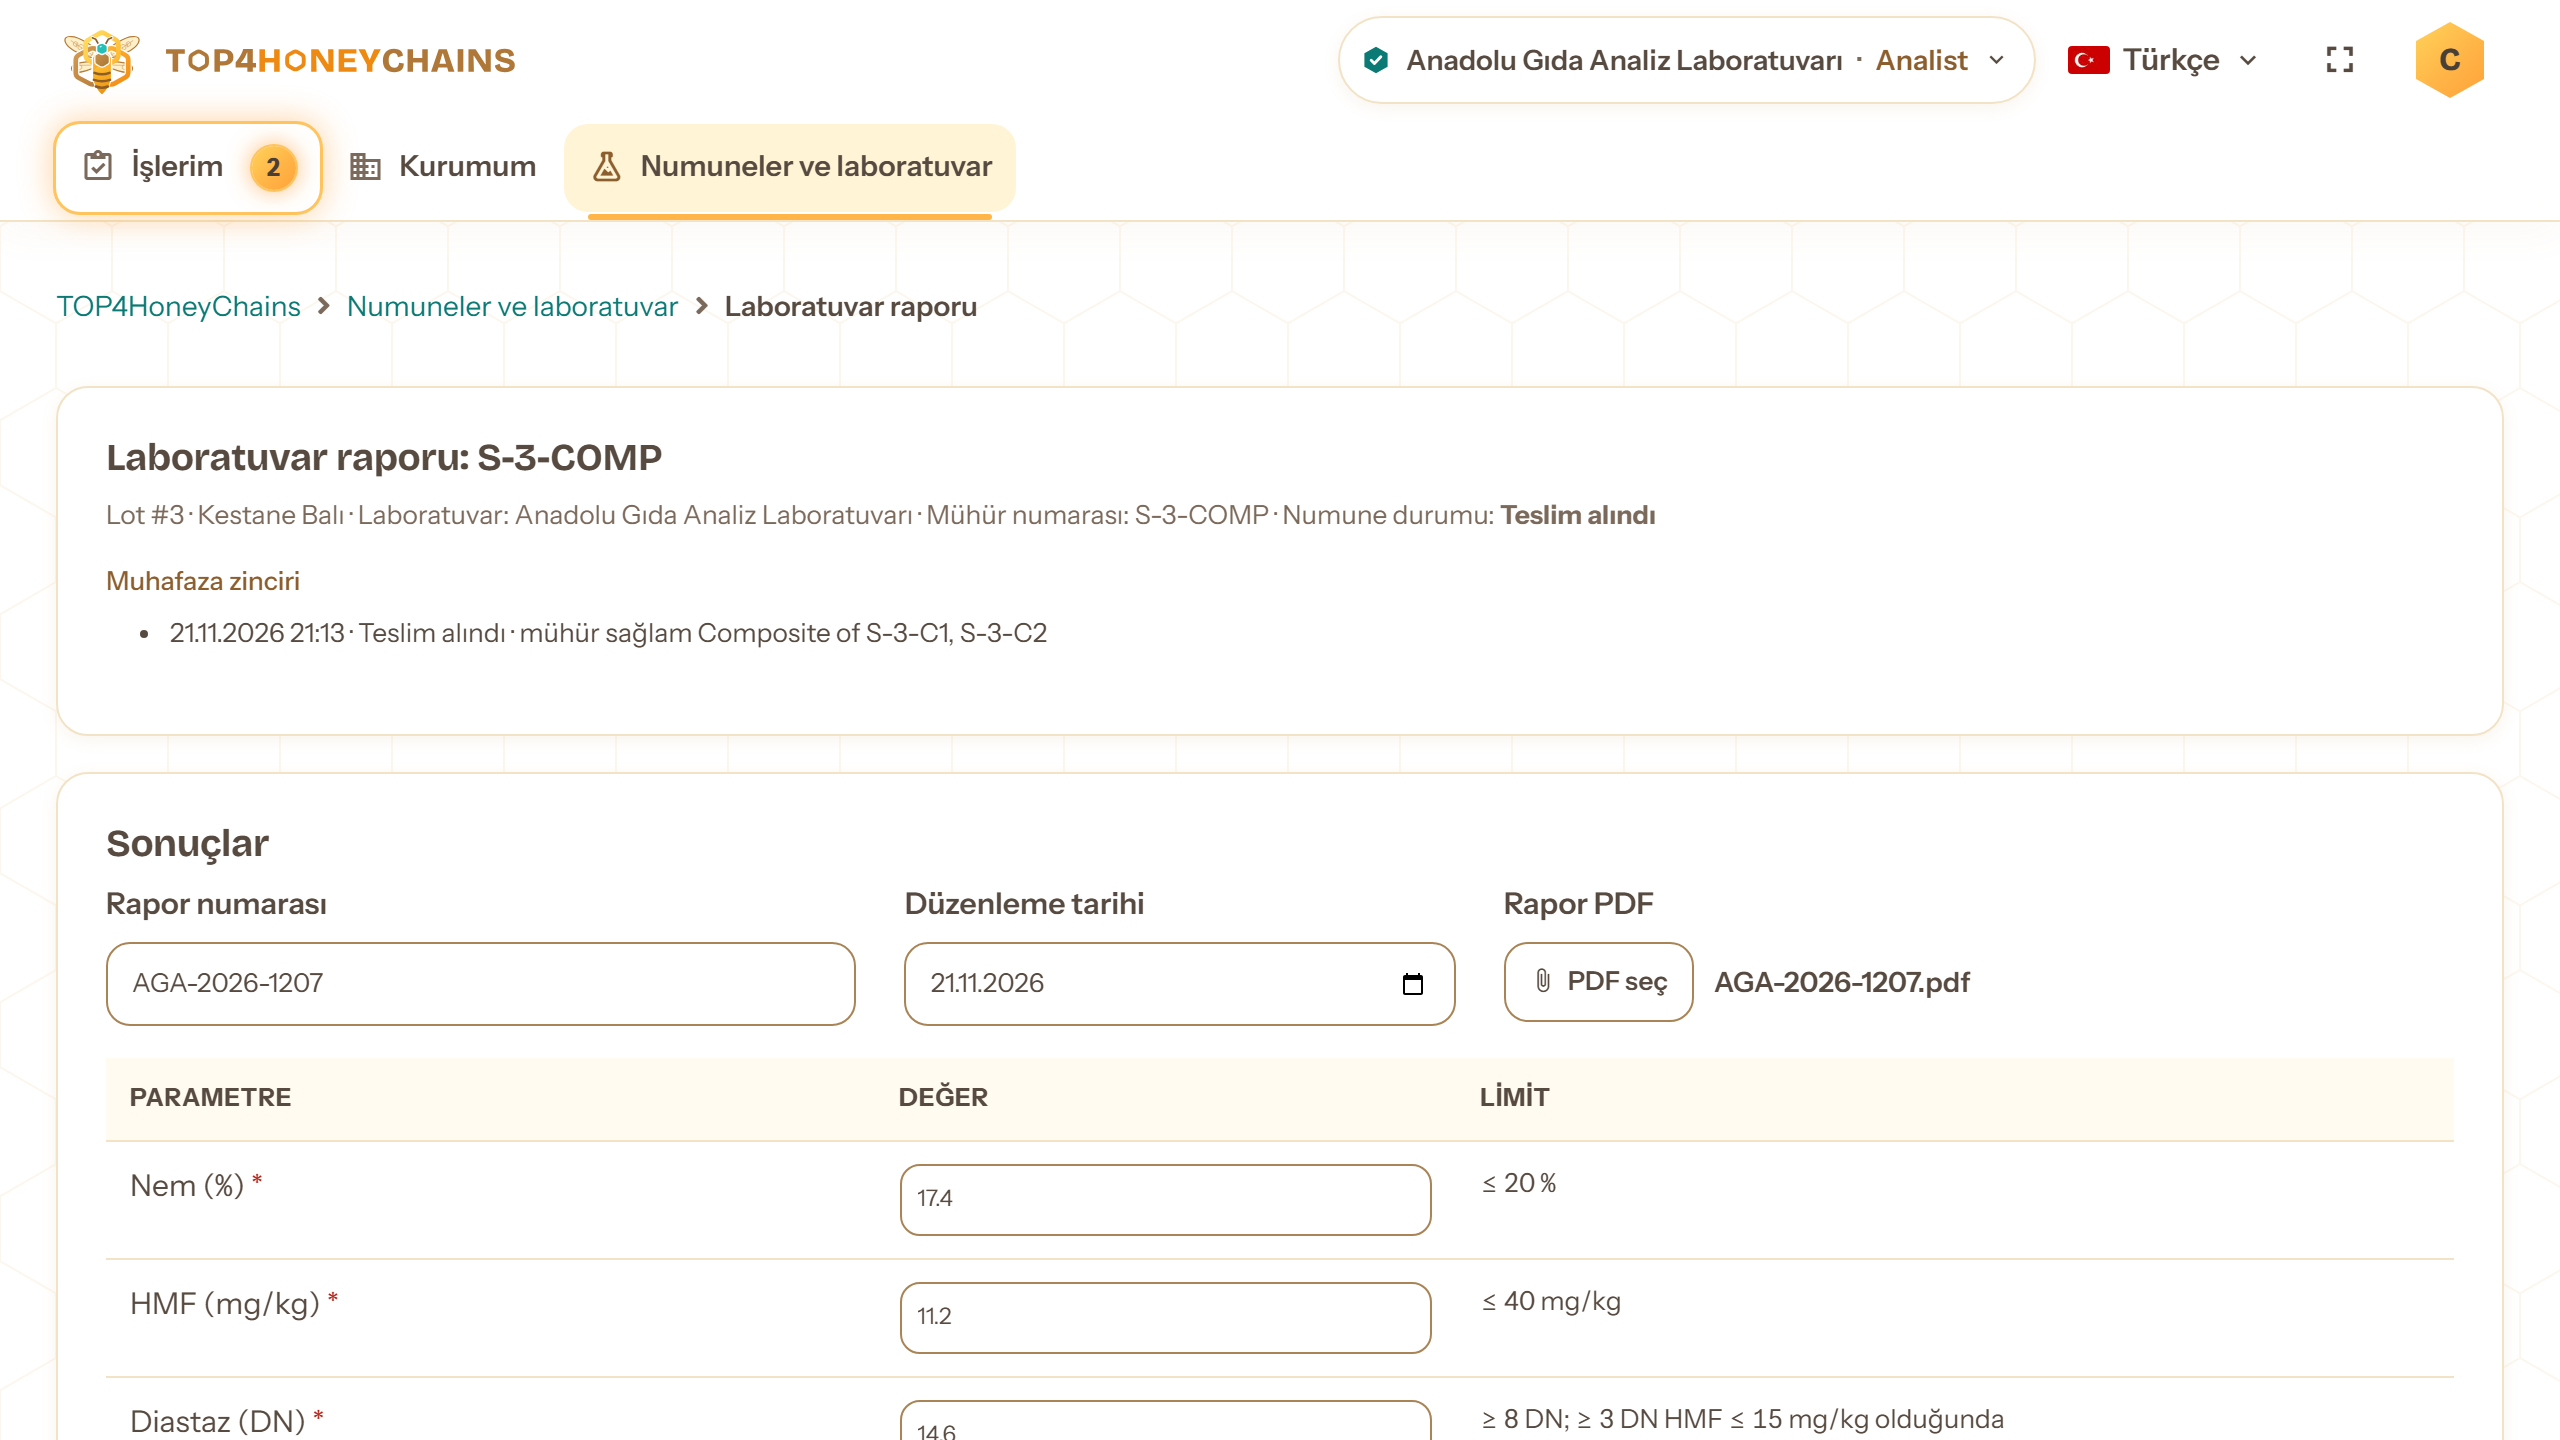 TOP4HONEYCHAINS
Anadolu Gıda Analiz Laboratuvarı · Analist
Türkçe
C
İşlerim 2
Kurumum
Numuneler ve laboratuvar
TOP4HoneyChains > Numuneler ve laboratuvar > Laboratuvar raporu
Laboratuvar raporu: S-3-COMP
Lot #3 · Kestane Balı · Laboratuvar: Anadolu Gıda Analiz Laboratuvarı · Mühür numarası: S-3-COMP · Numune durumu: Teslim alındı
Muhafaza zinciri
• 21.11.2026 21:13 · Teslim alındı · mühür sağlam Composite of S-3-C1, S-3-C2
Sonuçlar
Rapor numarası Düzenleme tarihi Rapor PDF
AGA-2026-1207 21.11.2026 PDF seç AGA-2026-1207.pdf
PARAMETRE DEĞER LİMİT
Nem (%) * 17.4 ≤ 20 %
HMF (mg/kg) * 11.2 ≤ 40 mg/kg
Diastaz (DN) * 14.6 ≥ 8 DN; ≥ 3 DN HMF ≤ 15 mg/kg olduğunda